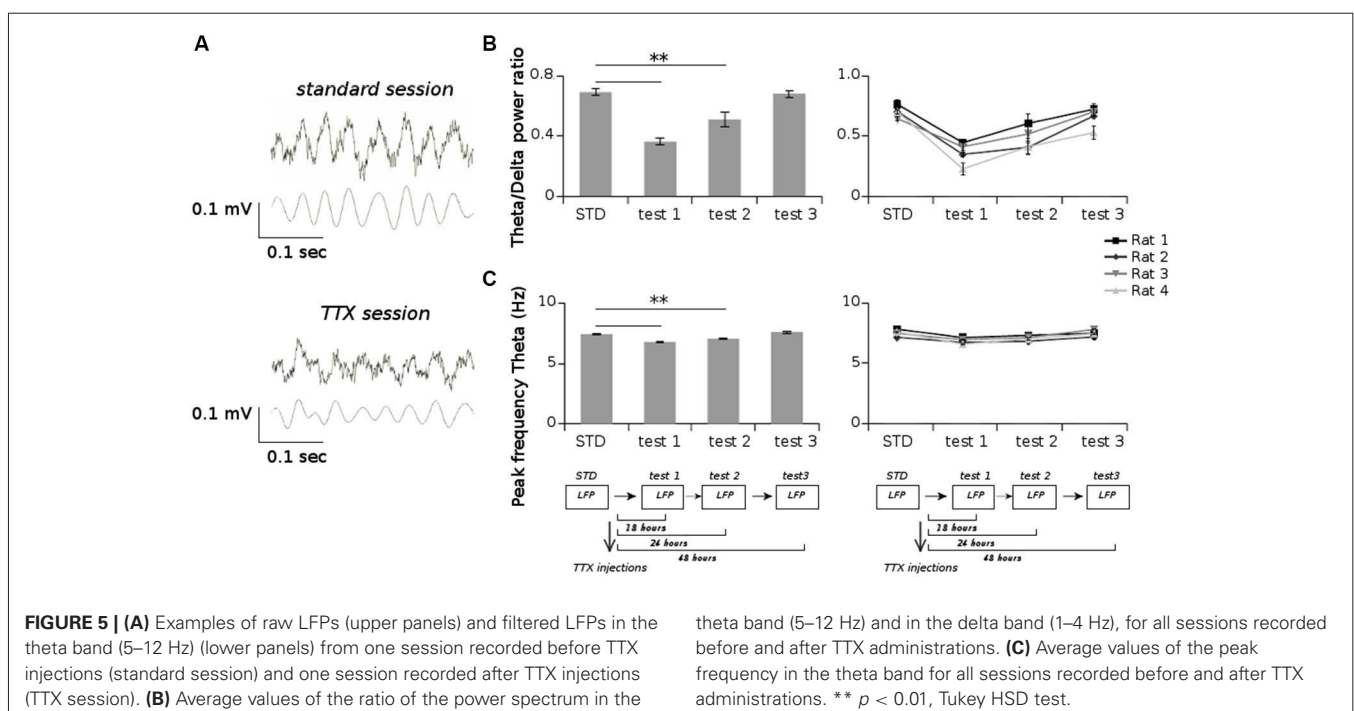 A
standard session
0.1 mV
0.1 sec
TTX session
0.1 mV
0.1 sec
B
Theta/Delta power ratio
**
0.8
0.4
0
STD test 1 test 2 test 3
1.0
0.5
0
STD test 1 test 2 test 3
Rat 1
Rat 2
Rat 3
Rat 4
C
Peak frequency Theta (Hz)
**
10
5
0
STD test 1 test 2 test 3
10
5
0
STD test 1 test 2 test 3
STD test 1 test 2 test3
LFP LFP LFP LFP
18 hours
24 hours
48 hours
TTX injections
STD test 1 test 2 test3
LFP LFP LFP LFP
18 hours
24 hours
48 hours
TTX injections
FIGURE 5 | (A) Examples of raw LFPs (upper panels) and filtered LFPs in the
theta band (5–12 Hz) (lower panels) from one session recorded before TTX
injections (standard session) and one session recorded after TTX injections
(TTX session). (B) Average values of the ratio of the power spectrum in the
theta band (5–12 Hz) and in the delta band (1–4 Hz), for all sessions recorded
before and after TTX administrations. (C) Average values of the peak
frequency in the theta band for all sessions recorded before and after TTX
administrations. ** p < 0.01, Tukey HSD test.